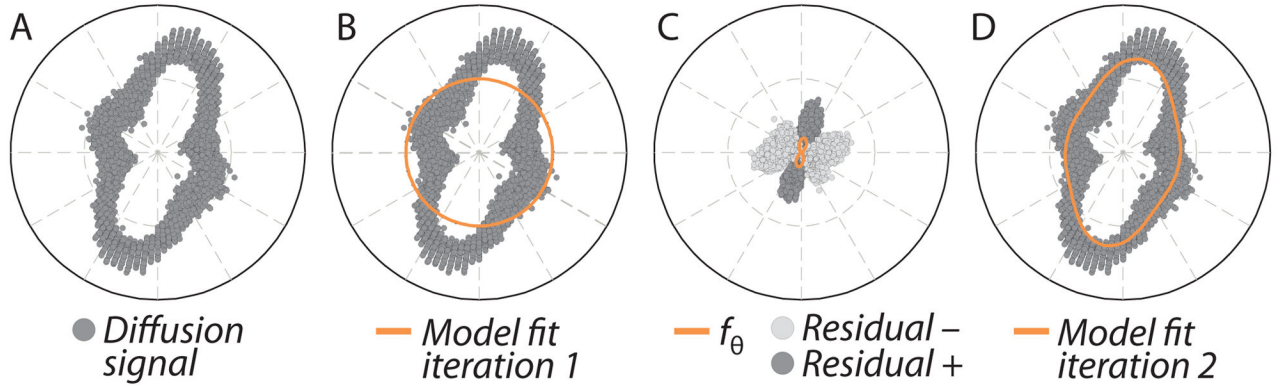 A
B
C
D
Diffusion
signal
Model fit
iteration 1
fθ
Residual –
Residual +
Model fit
iteration 2